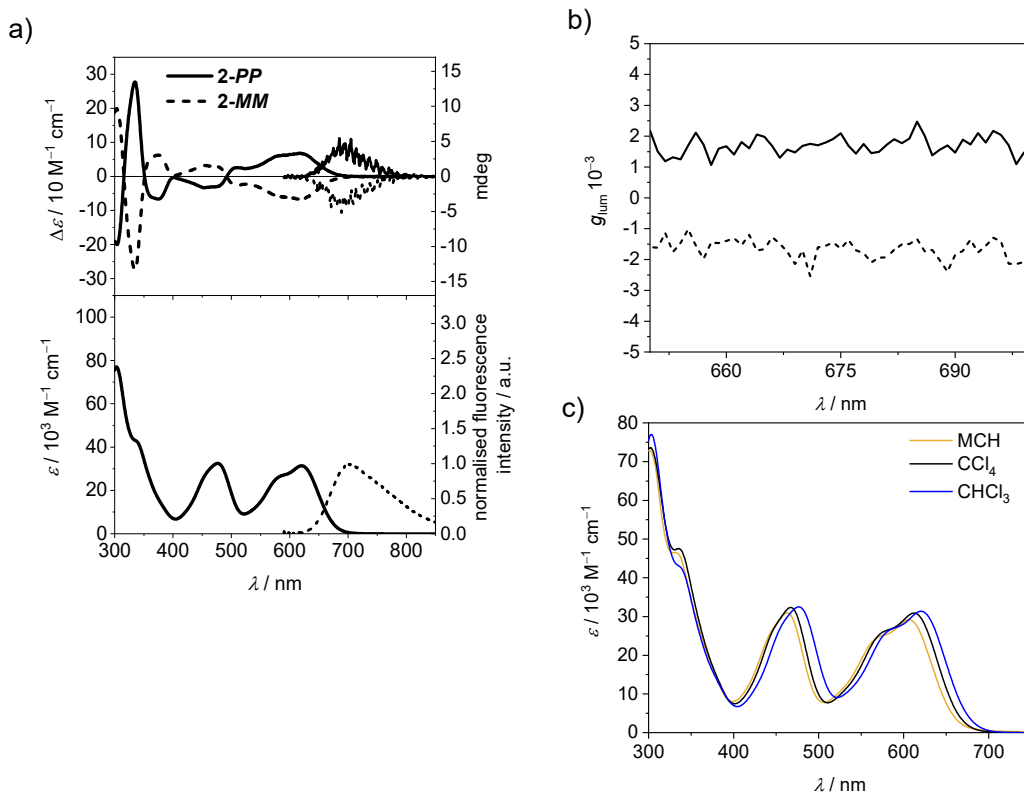 a)
2-PP
2-MM
30
20
10
0
-10
-20
-30
Δε / 10 M⁻¹ cm⁻¹
15
10
5
0
-5
-10
-15
mdeg
100
80
60
40
20
0
ε / 10³ M⁻¹ cm⁻¹
3.0
2.5
2.0
1.5
1.0
0.5
0.0
normalised fluorescence
intensity / a.u.
300 400 500 600 700 800
λ / nm
b)
5
4
3
2
1
0
-1
-2
-3
-4
-5
g_lum 10⁻³
660 675 690
λ / nm
c)
MCH
CCl₄
CHCl₃
80
70
60
50
40
30
20
10
0
ε / 10³ M⁻¹ cm⁻¹
300 400 500 600 700
λ / nm